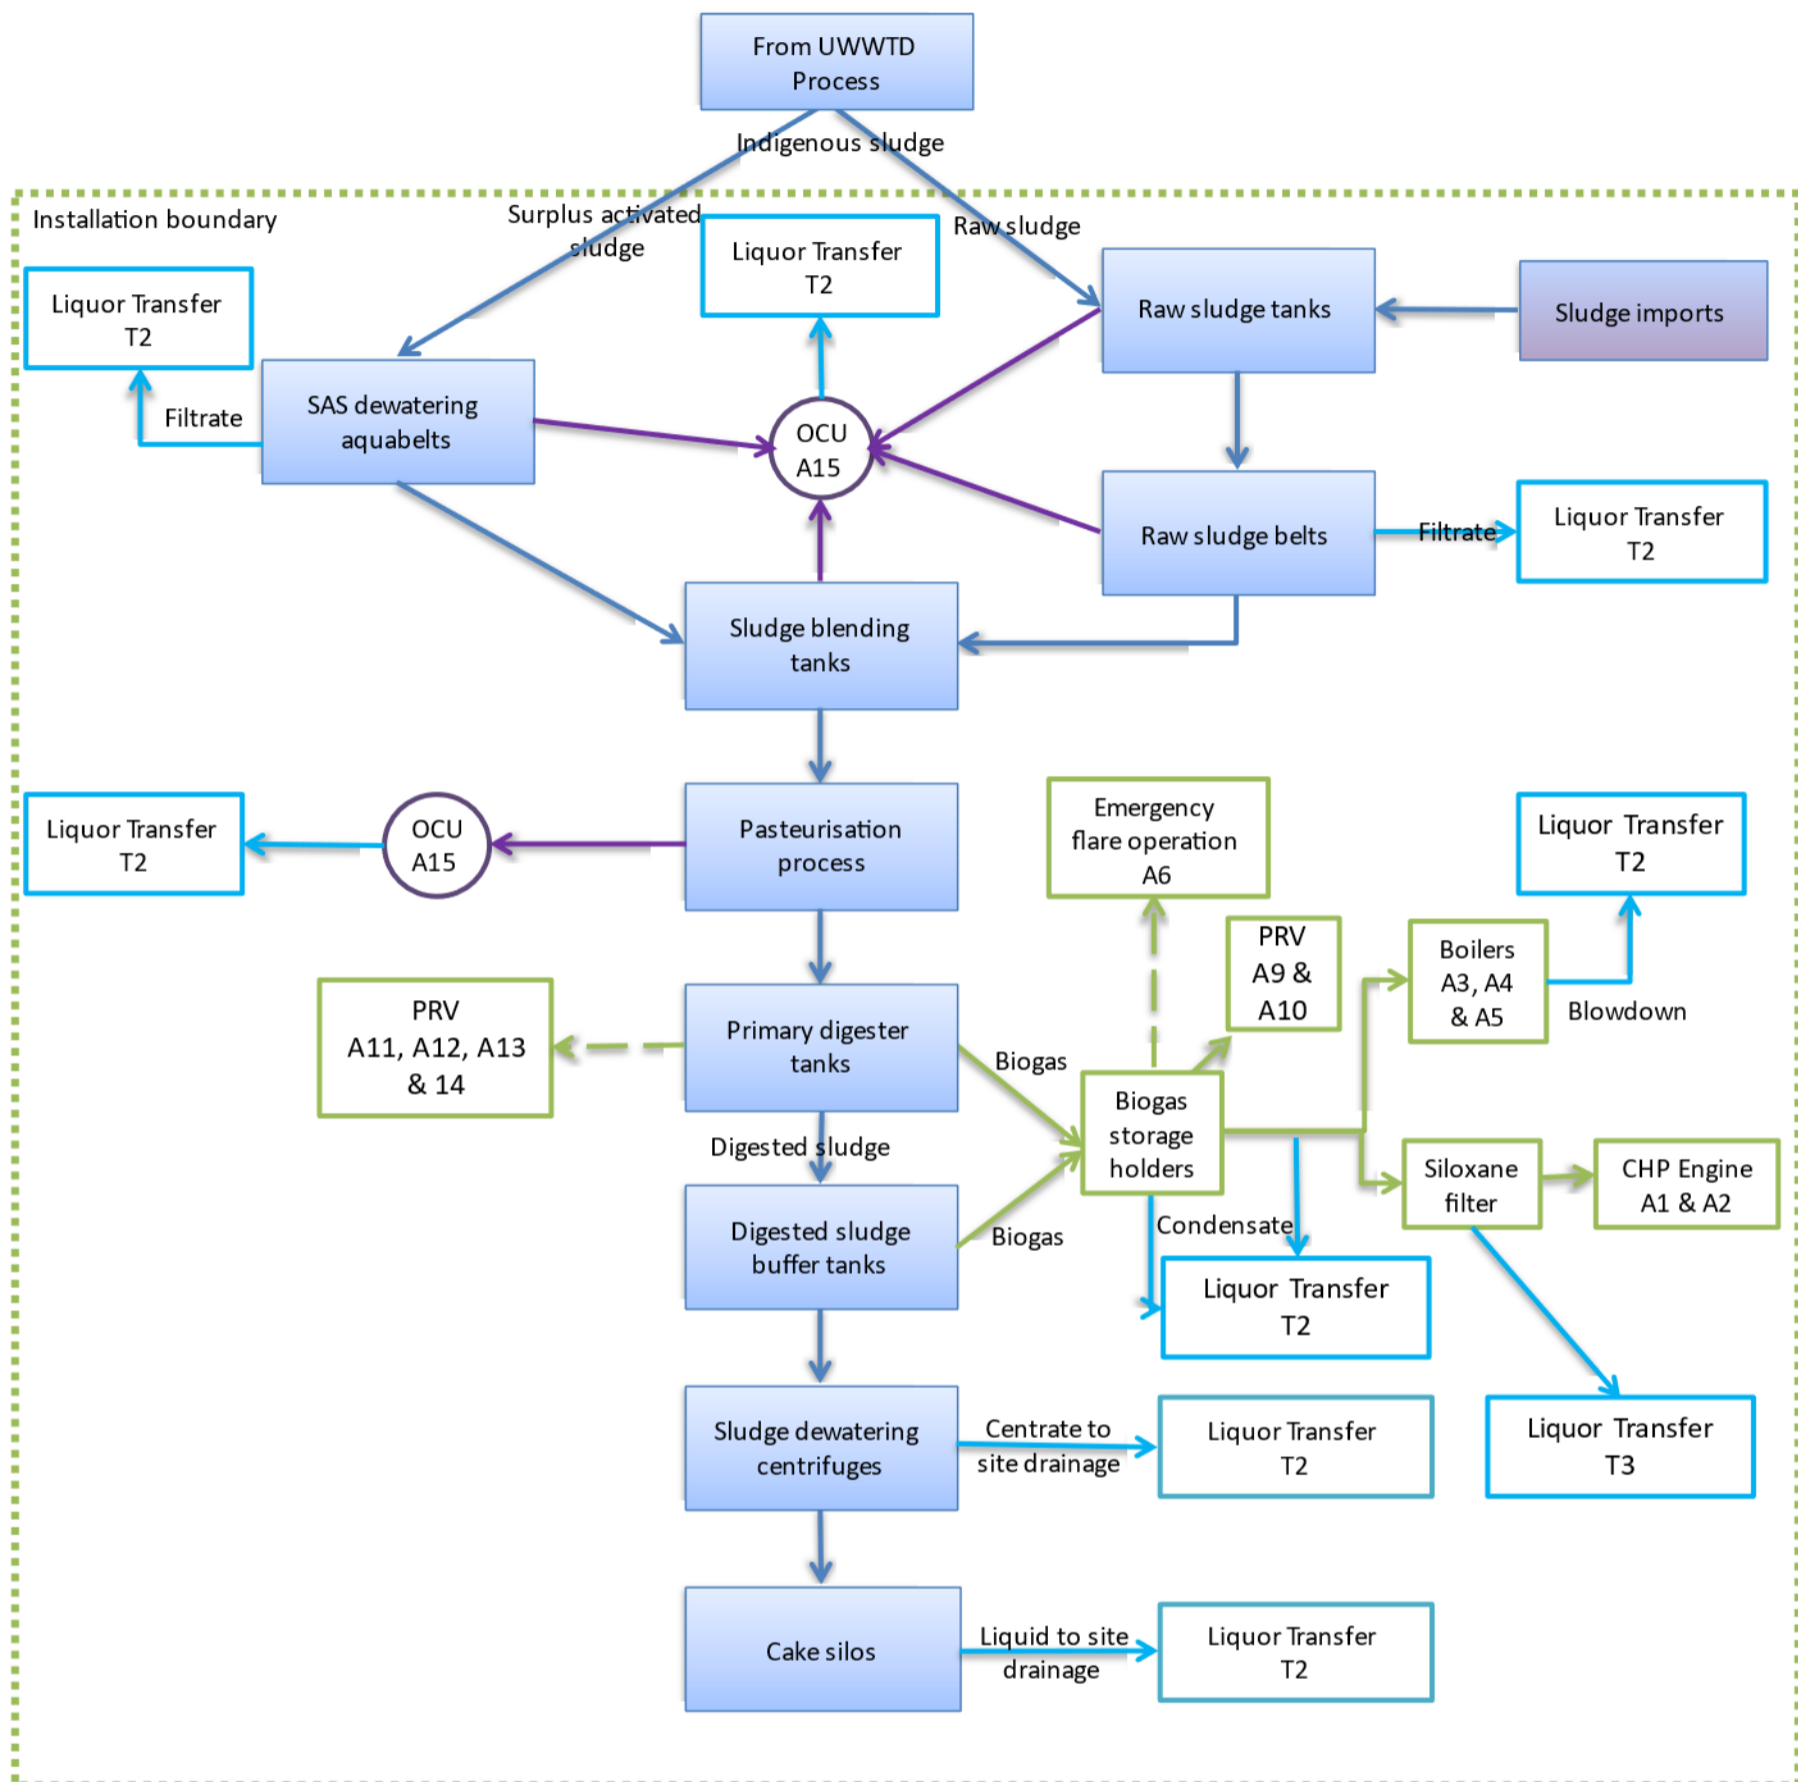 From UWWTD
Process
Indigenous sludge
Installation boundary
Surplus activated
sludge
Raw sludge
Liquor Transfer
T2
Liquor Transfer
T2
Raw sludge tanks
Sludge imports
Filtrate
SAS dewatering
aquabelts
OCU
A15
Raw sludge belts
Filtrate
Liquor Transfer
T2
Sludge blending
tanks
Liquor Transfer
T2
OCU
A15
Pasteurisation
process
Emergency
flare operation
A6
Liquor Transfer
T2
PRV
A9 &
A10
Boilers
A3, A4
& A5
Blowdown
PRV
A11, A12, A13
& 14
Primary digester
tanks
Biogas
Biogas
storage
holders
Digested sludge
Siloxane
filter
CHP Engine
A1 & A2
Digested sludge
buffer tanks
Biogas
Condensate
Liquor Transfer
T2
Sludge dewatering
centrifuges
Centrate to
site drainage
Liquor Transfer
T2
Liquor Transfer
T3
Cake silos
Liquid to site
drainage
Liquor Transfer
T2